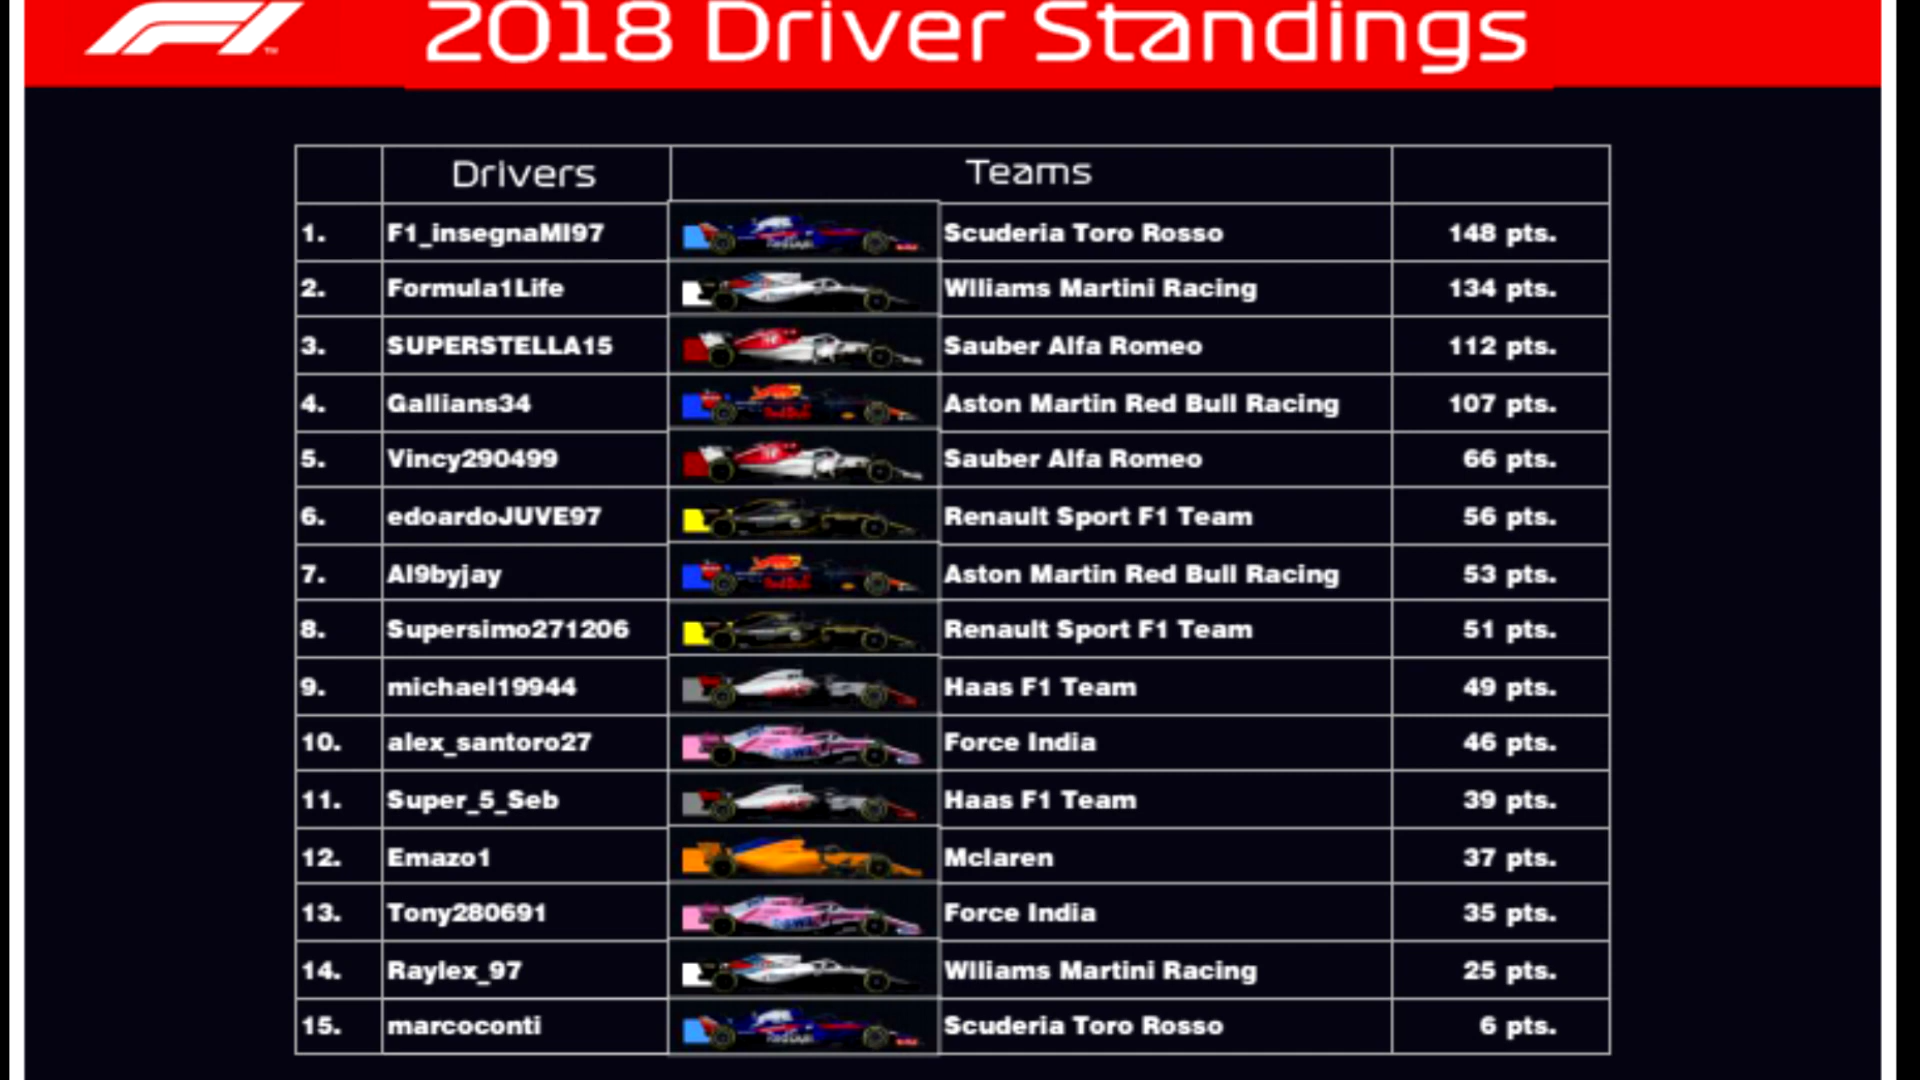 F1 2018 Driver Standings
Drivers Teams
1. F1_insegnaMI97 Scuderia Toro Rosso 148 pts.
2. Formula1Life Wlliams Martini Racing 134 pts.
3. SUPERSTELLA15 Sauber Alfa Romeo 112 pts.
4. Gallians34 Aston Martin Red Bull Racing 107 pts.
5. Vincy290499 Sauber Alfa Romeo 66 pts.
6. edoardoJUVE97 Renault Sport F1 Team 56 pts.
7. Al9byjay Aston Martin Red Bull Racing 53 pts.
8. Supersimo271206 Renault Sport F1 Team 51 pts.
9. michael19944 Haas F1 Team 49 pts.
10. alex_santoro27 Force India 46 pts.
11. Super_5_Seb Haas F1 Team 39 pts.
12. Emazo1 Mclaren 37 pts.
13. Tony280691 Force India 35 pts.
14. Raylex_97 Wlliams Martini Racing 25 pts.
15. marcoconti Scuderia Toro Rosso 6 pts.